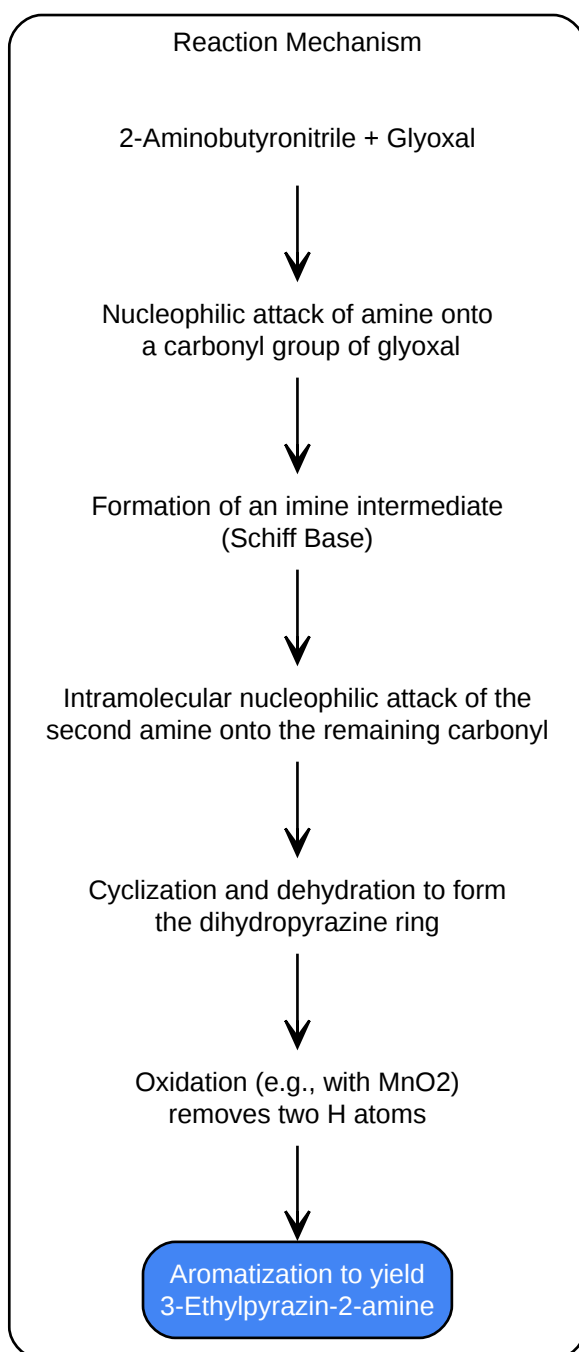 Reaction Mechanism
2-Aminobutyronitrile + Glyoxal
Nucleophilic attack of amine onto
a carbonyl group of glyoxal
Formation of an imine intermediate
(Schiff Base)
Intramolecular nucleophilic attack of the
second amine onto the remaining carbonyl
Cyclization and dehydration to form
the dihydropyrazine ring
Oxidation (e.g., with MnO2)
removes two H atoms
Aromatization to yield
3-Ethylpyrazin-2-amine